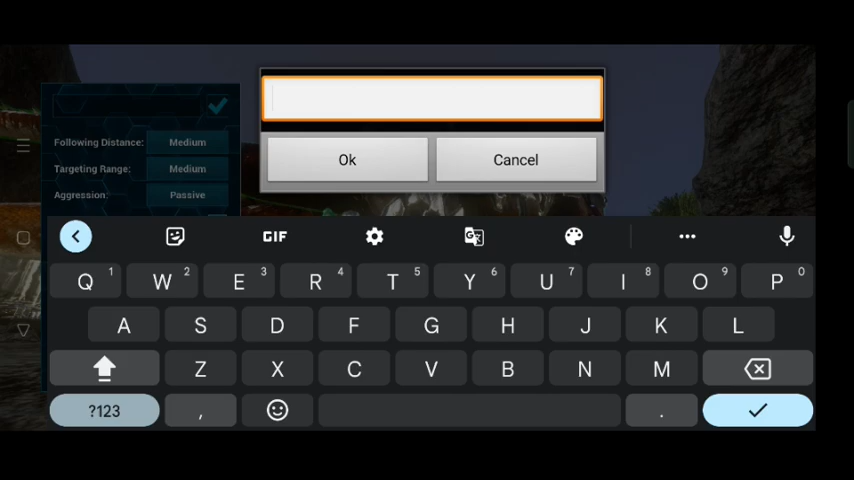 Ok Cancel
Following Distance: Medium
Targeting Range: Medium
Aggression: Passive
GIF
Q 1 W 2 E 3 R 4 T 5 Y 6 U 7 I 8 O 9 P 0
A S D F G H J K L
Z X C V B N M
?123 , .